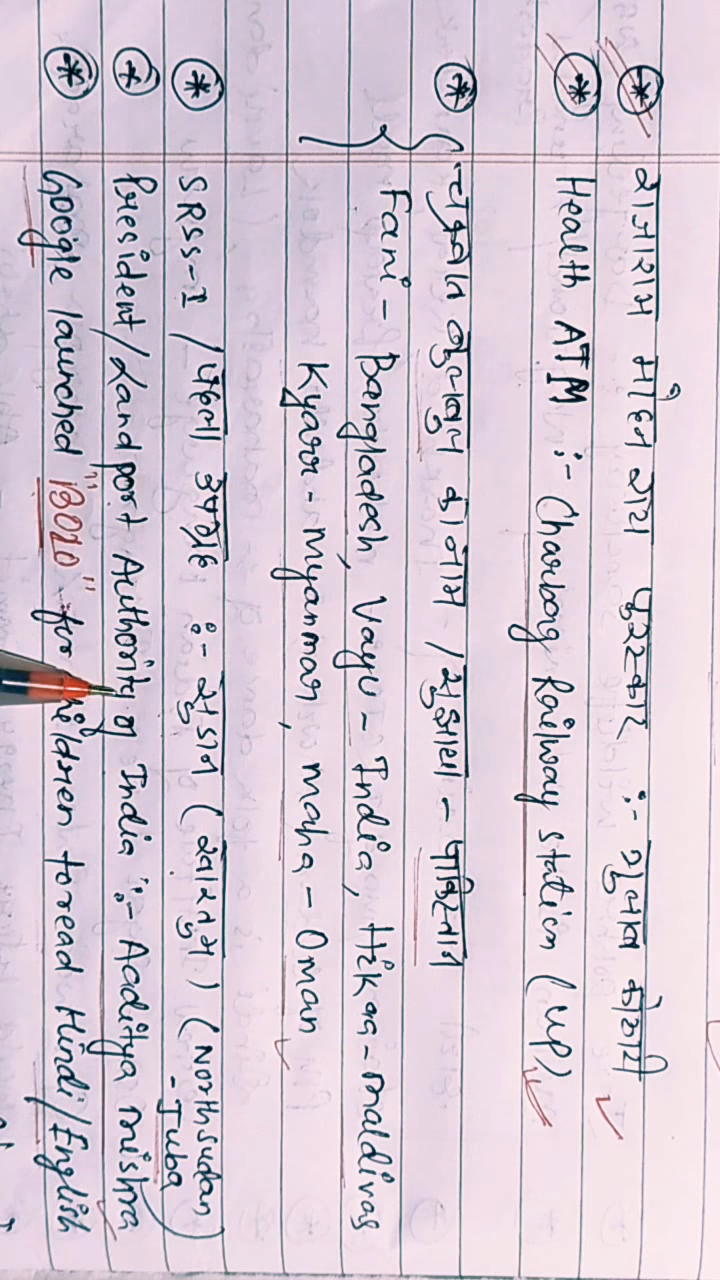 * राजाराम मोहन राय पुरस्कार :- गुलाब कोठारी
* Health ATM :- Charbag Railway station (UP)
* चक्रवात बुलबुल का नाम / सुझाया - पाकिस्तान
Fani - Bangladesh, Vayu - India, Hikaa - Maldivas
Kyarr - Myanmar, maha - Oman
* SRSS-I / पहला उपग्रह :- सुडान (खारतुम) (North sudan
- Juba)
* President / Land port Authority of India :- Aaditya mishra
* Google launched "BOLO" for children to read Hindi / English